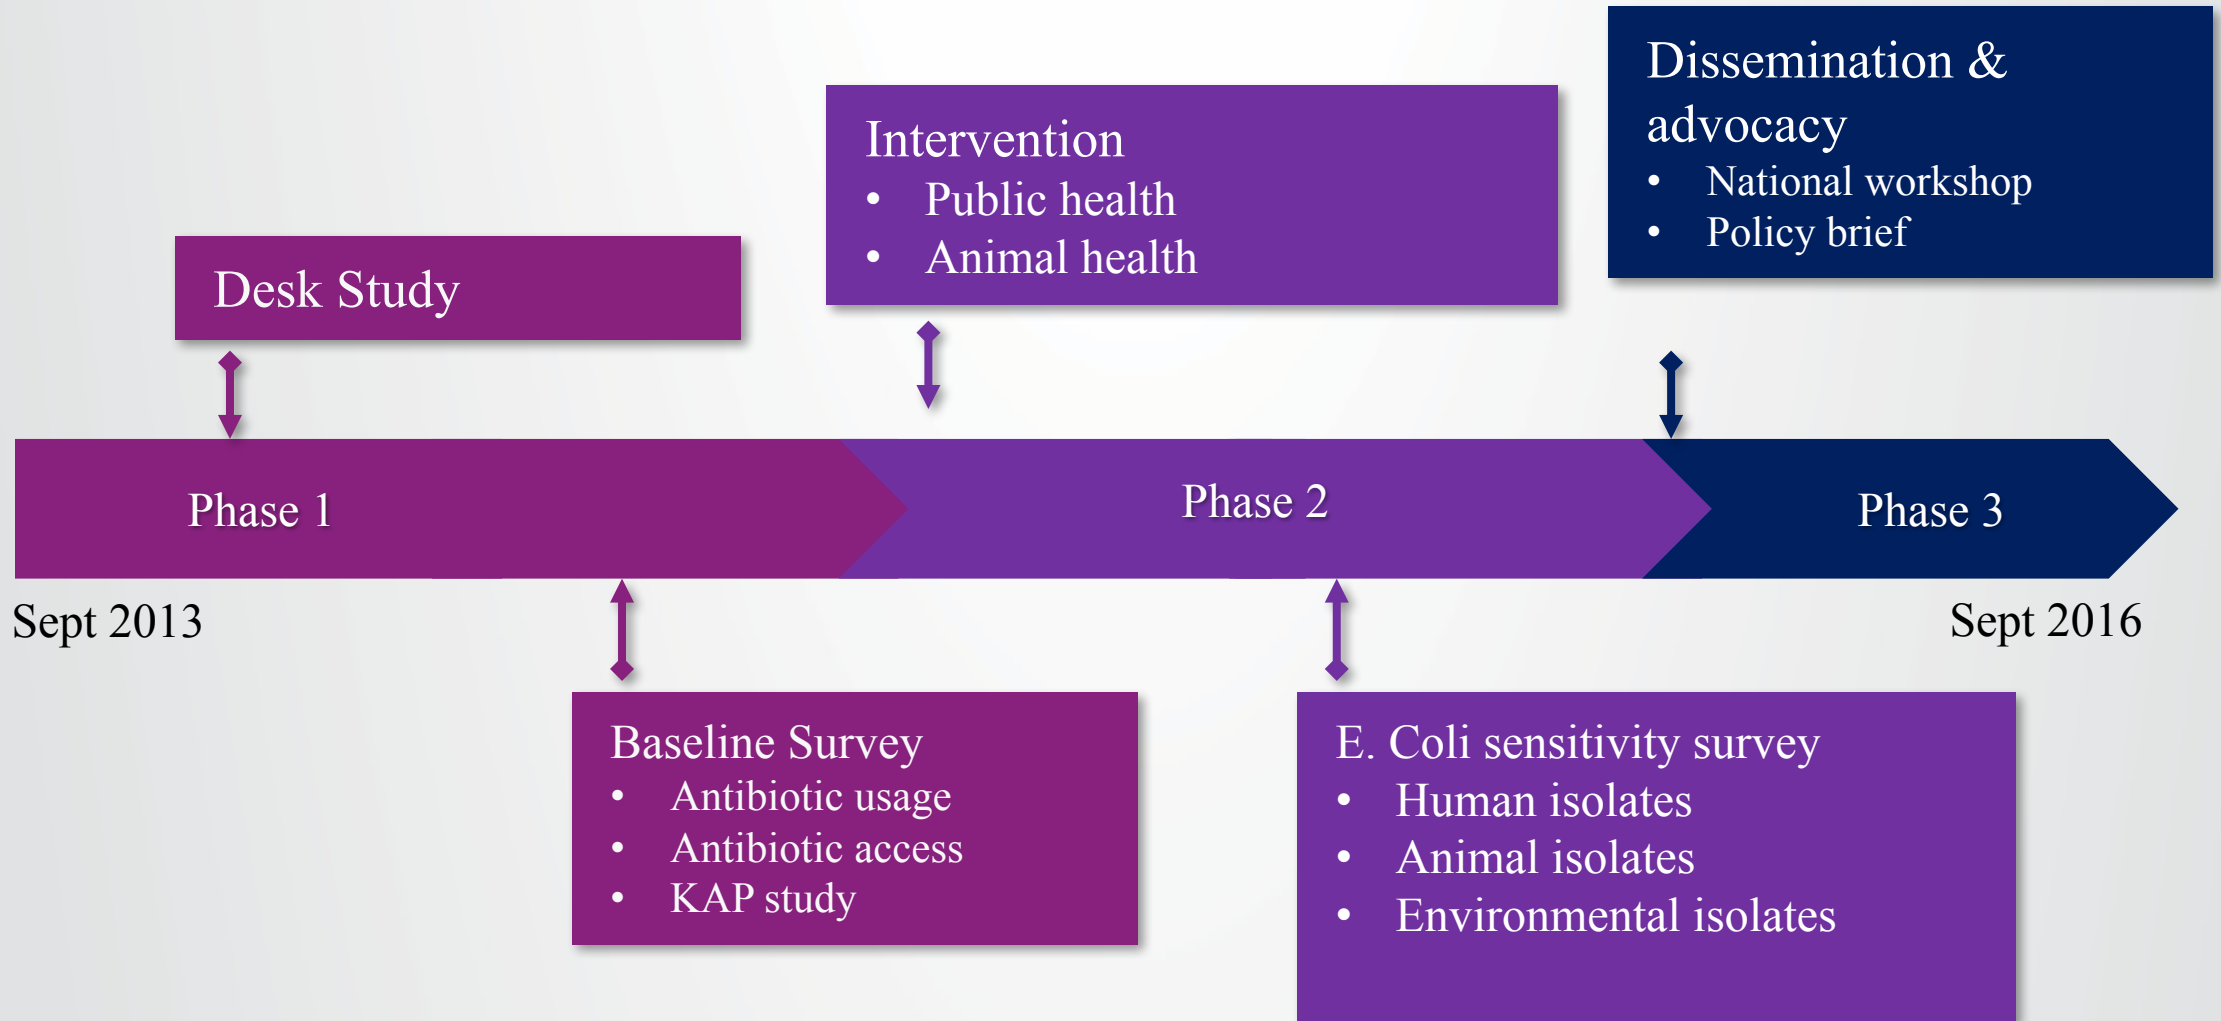 Dissemination &
advocacy
• National workshop
• Policy brief
Intervention
• Public health
• Animal health
Desk Study
Phase 1
Phase 2
Phase 3
Sept 2013
Sept 2016
Baseline Survey
• Antibiotic usage
• Antibiotic access
• KAP study
E. Coli sensitivity survey
• Human isolates
• Animal isolates
• Environmental isolates